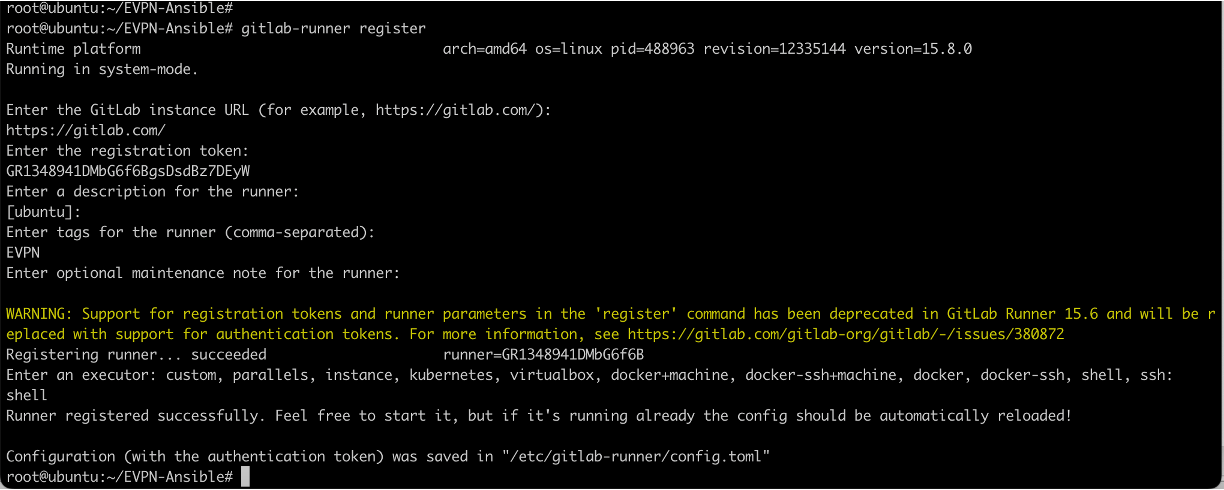 root@ubuntu:~/EVPN-Ansible#
root@ubuntu:~/EVPN-Ansible# gitlab-runner register
Runtime platform                                    arch=amd64 os=linux pid=488963 revision=12335144 version=15.8.0
Running in system-mode.
Enter the GitLab instance URL (for example, https://gitlab.com/):
https://gitlab.com/
Enter the registration token:
GR1348941DMbG6f6BgsDsdBz7DEyW
Enter a description for the runner:
[ubuntu]:
Enter tags for the runner (comma-separated):
EVPN
Enter optional maintenance note for the runner:
WARNING: Support for registration tokens and runner parameters in the 'register' command has been deprecated in GitLab Runner 15.6 and will be r
eplaced with support for authentication tokens. For more information, see https://gitlab.com/gitlab-org/gitlab/-/issues/380872
Registering runner... succeeded                     runner=GR1348941DMbG6f6B
Enter an executor: custom, parallels, instance, kubernetes, virtualbox, docker+machine, docker-ssh+machine, docker, docker-ssh, shell, ssh:
shell
Runner registered successfully. Feel free to start it, but if it's running already the config should be automatically reloaded!
Configuration (with the authentication token) was saved in "/etc/gitlab-runner/config.toml"
root@ubuntu:~/EVPN-Ansible#